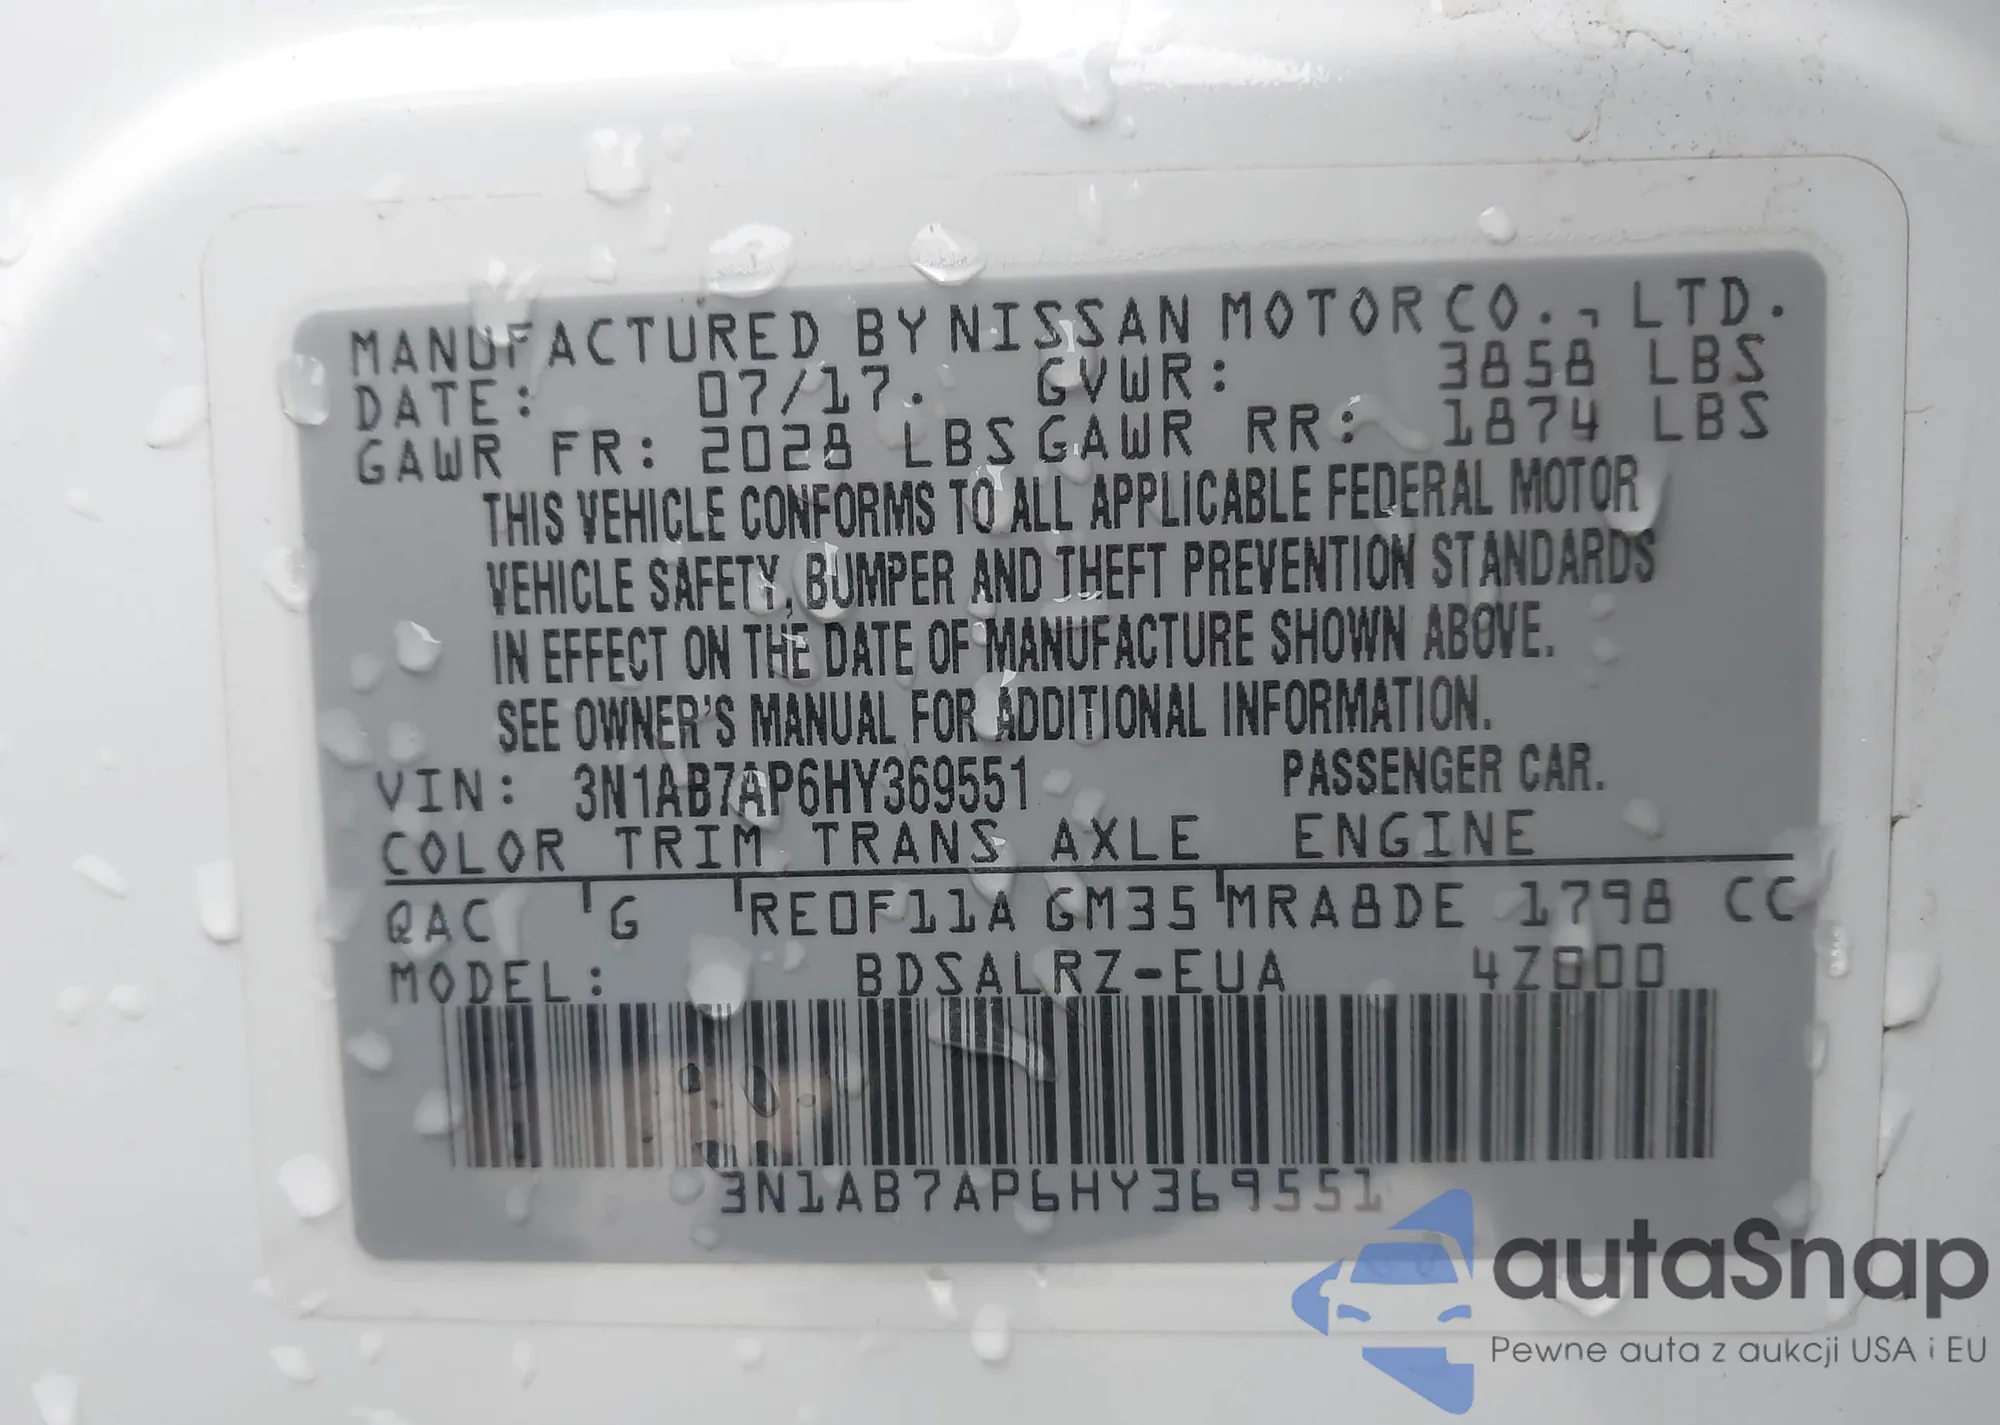 MANUFACTURED BY NISSAN MOTOR CO., LTD.
DATE: 07/17. GVWR: 3858 LBS
GAWR FR: 2028 LBS GAWR RR: 1874 LBS
THIS VEHICLE CONFORMS TO ALL APPLICABLE FEDERAL MOTOR
VEHICLE SAFETY, BUMPER AND THEFT PREVENTION STANDARDS
IN EFFECT ON THE DATE OF MANUFACTURE SHOWN ABOVE.
SEE OWNER'S MANUAL FOR ADDITIONAL INFORMATION.
VIN: 3N1AB7AP6HY369551 PASSENGER CAR.
COLOR TRIM TRANS AXLE ENGINE
QAC G RE0F11A GM35 MRA8DE 1798 CC
MODEL: BDSALRZ-EUA 4Z800
3N1AB7AP6HY369551
autaSnap
Pewne auta z aukcji USA i EU